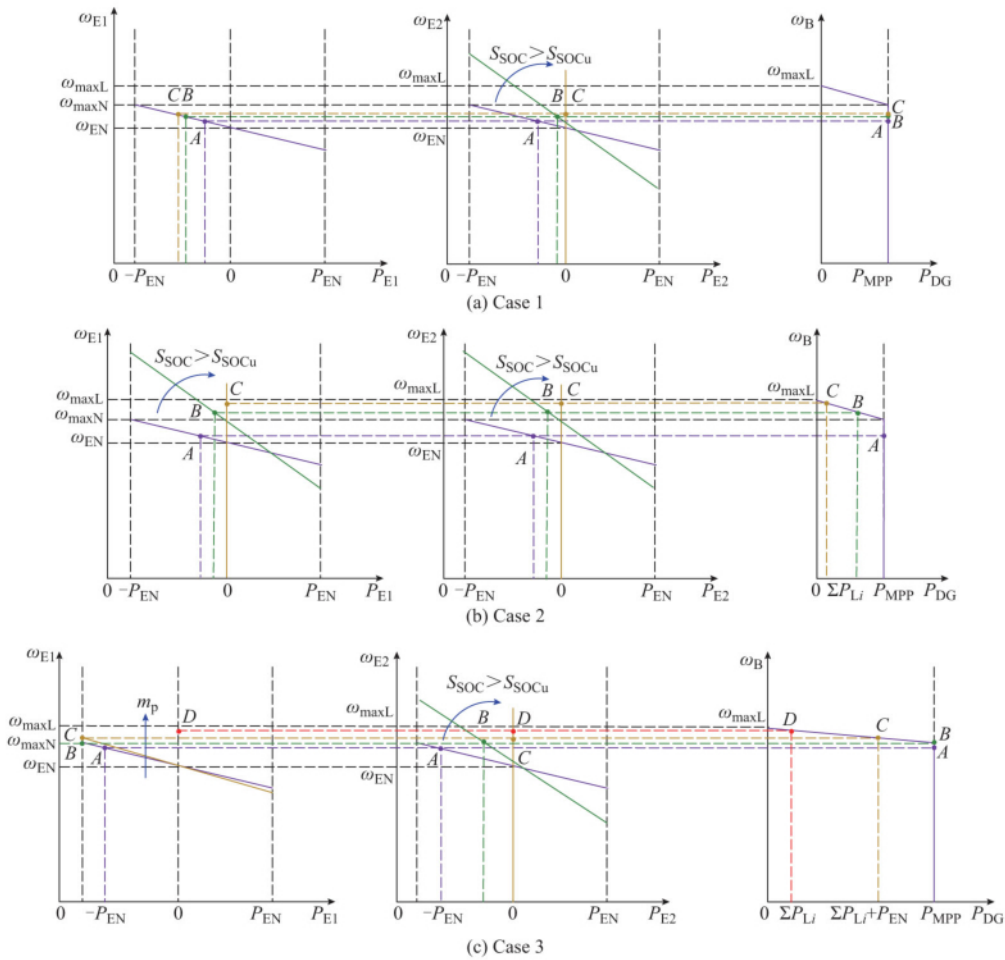 ω_E1
ω_maxL
ω_maxN
ω_EN
C B
A
0 −P_EN 0 P_EN P_E1
ω_E2
S_SOC > S_SOCu
ω_maxL
ω_EN
B C
A
0 −P_EN 0 P_EN P_E2
ω_B
ω_maxL
C
A B
0 P_MPP P_DG
(a) Case 1
ω_E1
S_SOC > S_SOCu
ω_maxL
ω_maxN
ω_EN
C
B
A
0 −P_EN P_EN P_E1
ω_E2
S_SOC > S_SOCu
ω_maxL
ω_EN
B C
A
0 −P_EN 0 P_EN P_E2
ω_B
ω_maxL
C
B
A
0 ΣP_Li P_MPP P_DG
(b) Case 2
ω_E1
m_p
D
ω_maxL
C
ω_maxN
B A
ω_EN
0 −P_EN 0 P_EN P_E1
ω_E2
S_SOC > S_SOCu
ω_maxL
B D
A
C
ω_EN
0 −P_EN 0 P_EN P_E2
ω_B
ω_maxL
D
C
B
A
0 ΣP_Li ΣP_Li+P_EN P_MPP P_DG
(c) Case 3